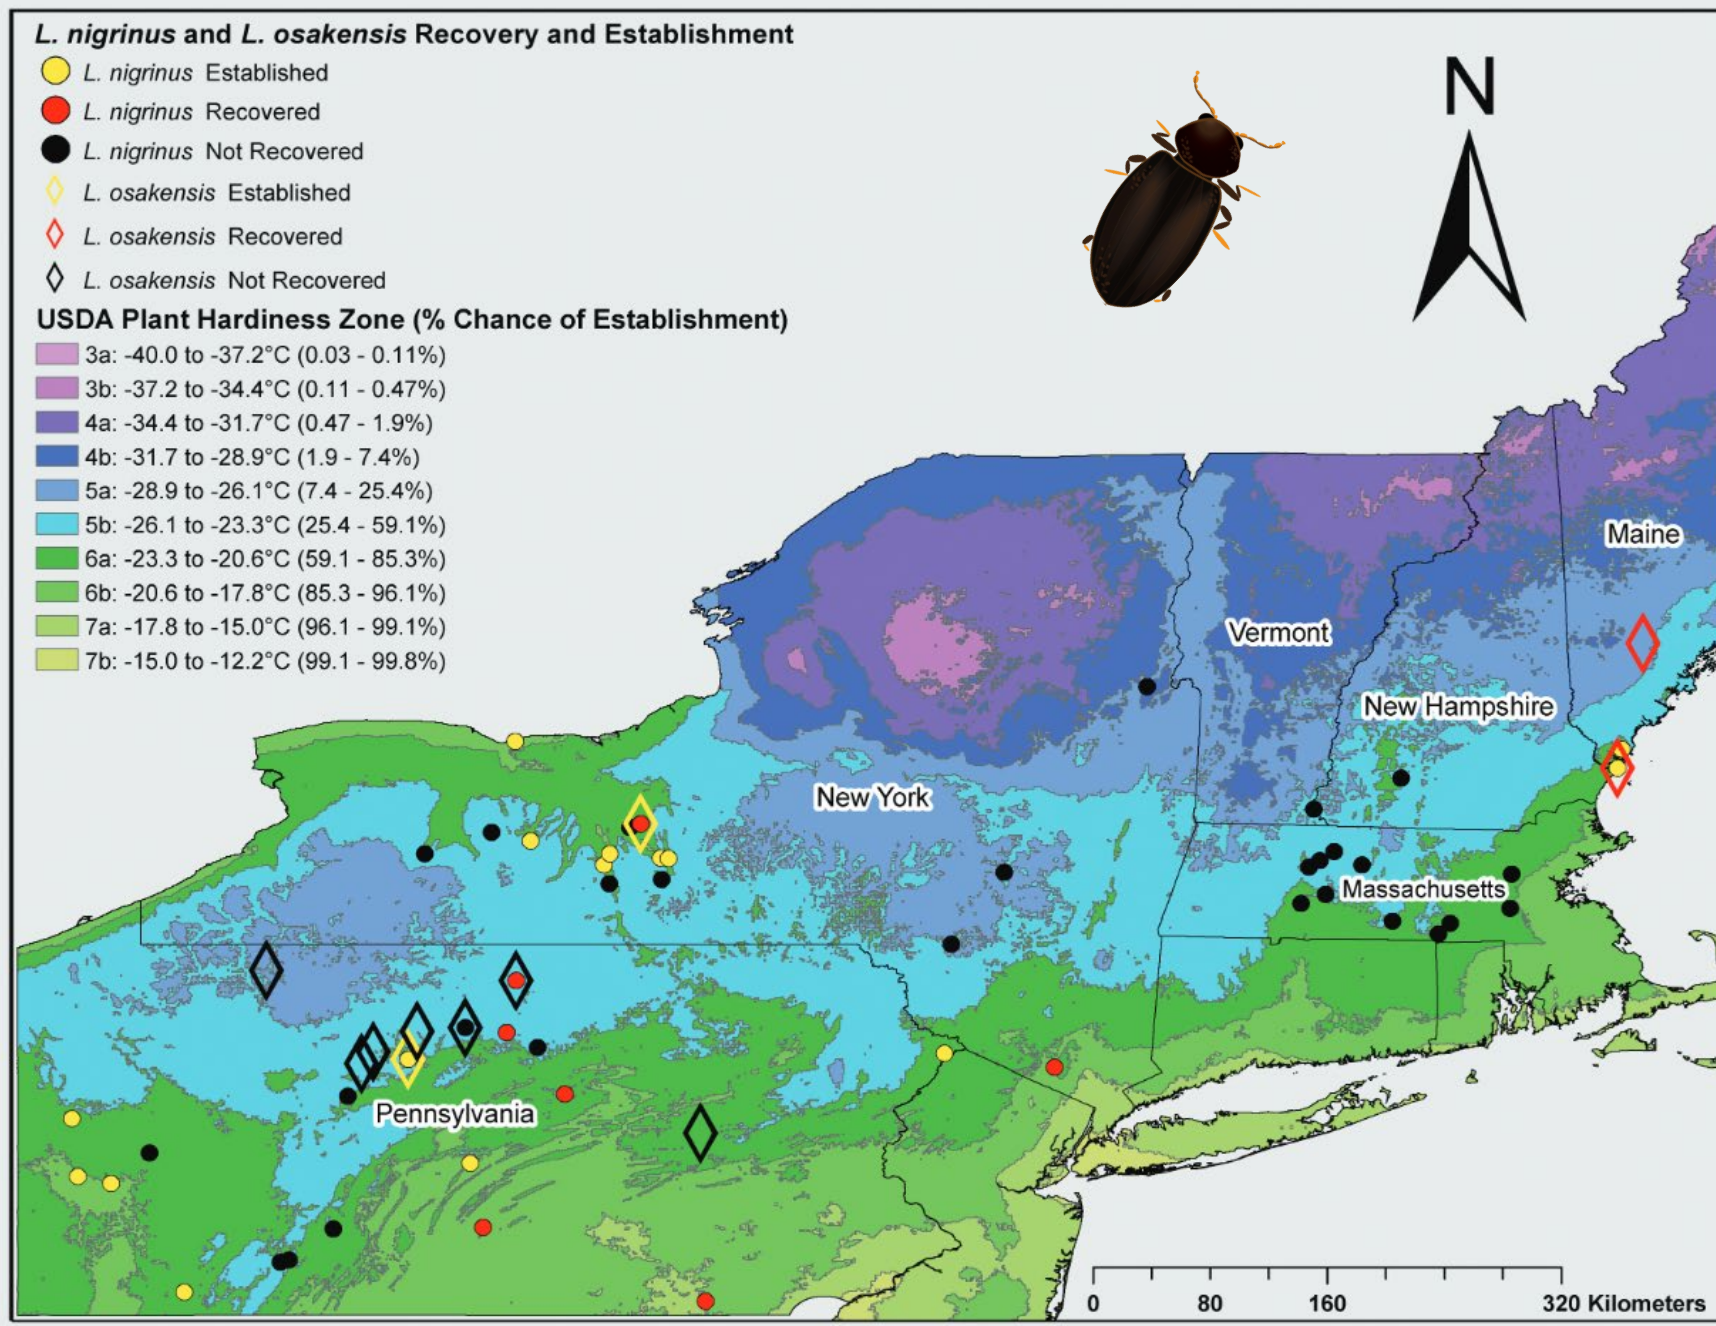 L. nigrinus and L. osakensis Recovery and Establishment
L. nigrinus Established
L. nigrinus Recovered
L. nigrinus Not Recovered
L. osakensis Established
L. osakensis Recovered
L. osakensis Not Recovered
USDA Plant Hardiness Zone (% Chance of Establishment)
3a: -40.0 to -37.2°C (0.03 - 0.11%)
3b: -37.2 to -34.4°C (0.11 - 0.47%)
4a: -34.4 to -31.7°C (0.47 - 1.9%)
4b: -31.7 to -28.9°C (1.9 - 7.4%)
5a: -28.9 to -26.1°C (7.4 - 25.4%)
5b: -26.1 to -23.3°C (25.4 - 59.1%)
6a: -23.3 to -20.6°C (59.1 - 85.3%)
6b: -20.6 to -17.8°C (85.3 - 96.1%)
7a: -17.8 to -15.0°C (96.1 - 99.1%)
7b: -15.0 to -12.2°C (99.1 - 99.8%)
N
Maine
Vermont
New Hampshire
New York
Massachusetts
Pennsylvania
0 80 160 320 Kilometers